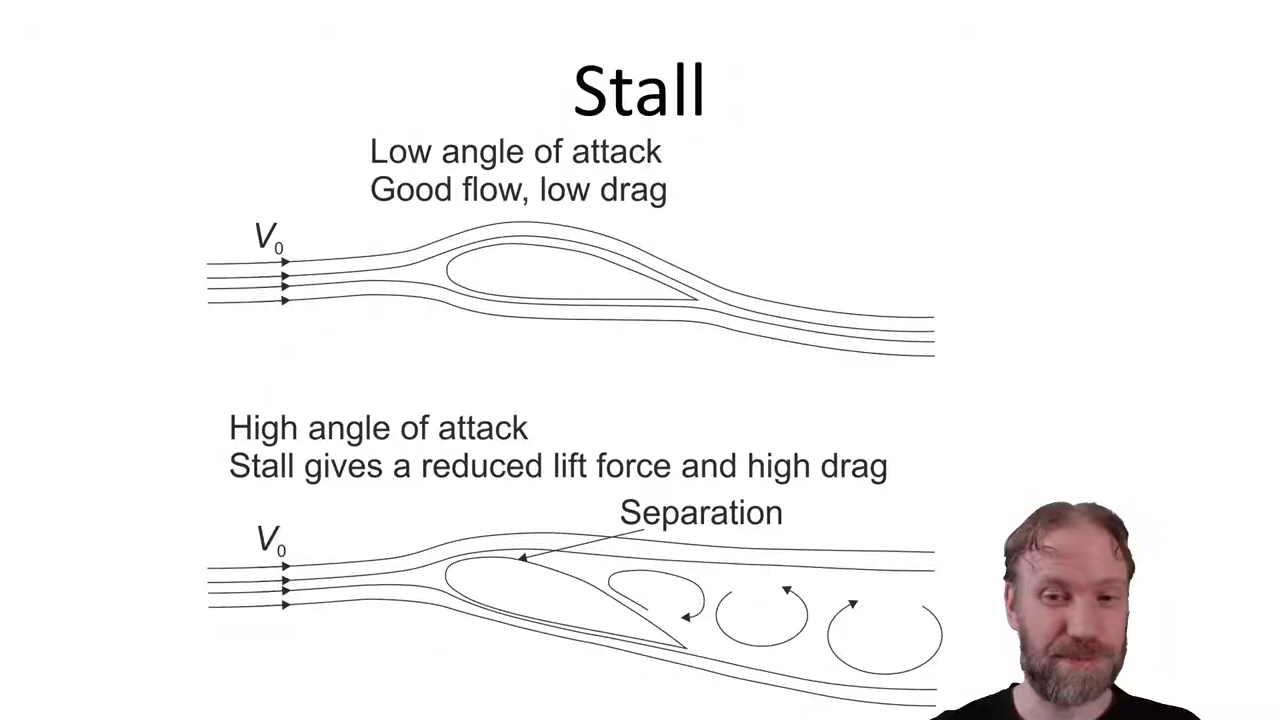 Stall
Low angle of attack
Good flow, low drag
V₀
High angle of attack
Stall gives a reduced lift force and high drag
Separation
V₀